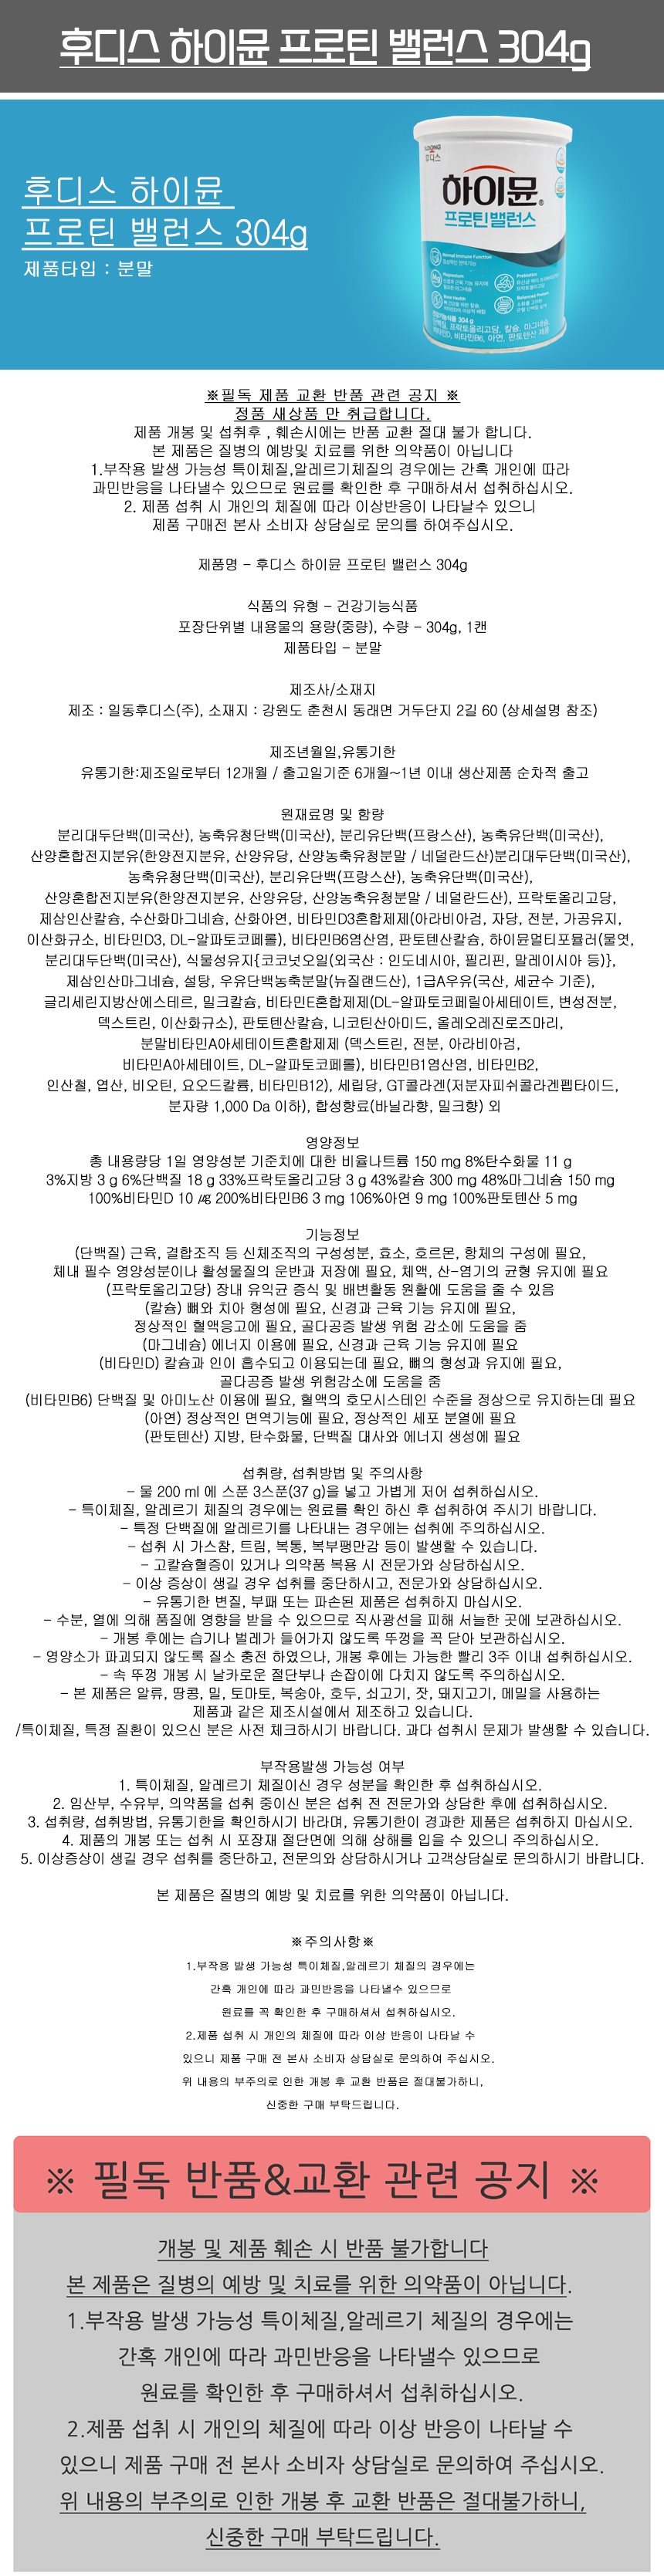 후디스 하이뮨 프로틴 밸런스 304g
후디스 하이뮨
프로틴 밸런스 304g
제품타입 : 분말
ILDONG
후디스
하이뮨®
프로틴밸런스
Normal Immune Function
정상적인 면역 기능
Magnesium
Prebiotics
Bone Health
Balanced Protein
건강기능식품 304 g
단백질, 프락토올리고당, 칼슘, 마그네슘,
비타민D, 비타민B6, 아연, 판토텐산 제품
※필독 제품 교환 반품 관련 공지 ※
정품 새상품 만 취급합니다.
제품 개봉 및 섭취후 , 훼손시에는 반품 교환 절대 불가 합니다.
본 제품은 질병의 예방및 치료를 위한 의약품이 아닙니다
1.부작용 발생 가능성 특이체질,알레르기체질의 경우에는 간혹 개인에 따라
과민반응을 나타낼수 있으므로 원료를 확인한 후 구매하셔서 섭취하십시오.
2. 제품 섭취 시 개인의 체질에 따라 이상반응이 나타날수 있으니
제품 구매전 본사 소비자 상담실로 문의를 하여주십시오.
제품명 - 후디스 하이뮨 프로틴 밸런스 304g
식품의 유형 - 건강기능식품
포장단위별 내용물의 용량(중량), 수량 - 304g, 1캔
제품타입 - 분말
제조사/소재지
제조 : 일동후디스(주), 소재지 : 강원도 춘천시 동래면 거두단지 2길 60 (상세설명 참조)
제조년월일,유통기한
유통기한:제조일로부터 12개월 / 출고일기준 6개월~1년 이내 생산제품 순차적 출고
원재료명 및 함량
분리대두단백(미국산), 농축유청단백(미국산), 분리유단백(프랑스산), 농축유단백(미국산),
산양혼합전지분유(한양전지분유, 산양유당, 산양농축유청분말 / 네덜란드산)분리대두단백(미국산),
농축유청단백(미국산), 분리유단백(프랑스산), 농축유단백(미국산),
산양혼합전지분유(한양전지분유, 산양유당, 산양농축유청분말 / 네덜란드산), 프락토올리고당,
제삼인산칼슘, 수산화마그네슘, 산화아연, 비타민D3혼합제제(아라비아검, 자당, 전분, 가공유지,
이산화규소, 비타민D3, DL-알파토코페롤), 비타민B6염산염, 판토텐산칼슘, 하이뮨멀티포뮬러(물엿,
분리대두단백(미국산), 식물성유지{코코넛오일(외국산 : 인도네시아, 필리핀, 말레이시아 등)},
제삼인산마그네슘, 설탕, 우유단백농축분말(뉴질랜드산), 1급A우유(국산, 세균수 기준),
글리세린지방산에스테르, 밀크칼슘, 비타민E혼합제제(DL-알파토코페릴아세테이트, 변성전분,
덱스트린, 이산화규소), 판토텐산칼슘, 니코틴산아미드, 올레오레진로즈마리,
분말비타민A아세테이트혼합제제 (덱스트린, 전분, 아라비아검,
비타민A아세테이트, DL-알파토코페롤), 비타민B1염산염, 비타민B2,
인산철, 엽산, 비오틴, 요오드칼륨, 비타민B12), 세립당, GT콜라겐(저분자피쉬콜라겐펩타이드,
분자량 1,000 Da 이하), 합성향료(바닐라향, 밀크향) 외
영양정보
총 내용량당 1일 영양성분 기준치에 대한 비율나트륨 150 mg 8%탄수화물 11 g
3%지방 3 g 6%단백질 18 g 33%프락토올리고당 3 g 43%칼슘 300 mg 48%마그네슘 150 mg
100%비타민D 10 ㎍ 200%비타민B6 3 mg 106%아연 9 mg 100%판토텐산 5 mg
기능정보
(단백질) 근육, 결합조직 등 신체조직의 구성성분, 효소, 호르몬, 항체의 구성에 필요,
체내 필수 영양성분이나 활성물질의 운반과 저장에 필요, 체액, 산-염기의 균형 유지에 필요
(프락토올리고당) 장내 유익균 증식 및 배변활동 원활에 도움을 줄 수 있음
(칼슘) 뼈와 치아 형성에 필요, 신경과 근육 기능 유지에 필요,
정상적인 혈액응고에 필요, 골다공증 발생 위험 감소에 도움을 줌
(마그네슘) 에너지 이용에 필요, 신경과 근육 기능 유지에 필요
(비타민D) 칼슘과 인이 흡수되고 이용되는데 필요, 뼈의 형성과 유지에 필요,
골다공증 발생 위험감소에 도움을 줌
(비타민B6) 단백질 및 아미노산 이용에 필요, 혈액의 호모시스테인 수준을 정상으로 유지하는데 필요
(아연) 정상적인 면역기능에 필요, 정상적인 세포 분열에 필요
(판토텐산) 지방, 탄수화물, 단백질 대사와 에너지 생성에 필요
섭취량, 섭취방법 및 주의사항
- 물 200 ml 에 스푼 3스푼(37 g)을 넣고 가볍게 저어 섭취하십시오.
- 특이체질, 알레르기 체질의 경우에는 원료를 확인 하신 후 섭취하여 주시기 바랍니다.
- 특정 단백질에 알레르기를 나타내는 경우에는 섭취에 주의하십시오.
- 섭취 시 가스참, 트림, 복통, 복부팽만감 등이 발생할 수 있습니다.
- 고칼슘혈증이 있거나 의약품 복용 시 전문가와 상담하십시오.
- 이상 증상이 생길 경우 섭취를 중단하시고, 전문가와 상담하십시오.
- 유통기한 변질, 부패 또는 파손된 제품은 섭취하지 마십시오.
- 수분, 열에 의해 품질에 영향을 받을 수 있으므로 직사광선을 피해 서늘한 곳에 보관하십시오.
- 개봉 후에는 습기나 벌레가 들어가지 않도록 뚜껑을 꼭 닫아 보관하십시오.
- 영양소가 파괴되지 않도록 질소 충전 하였으나, 개봉 후에는 가능한 빨리 3주 이내 섭취하십시오.
- 속 뚜껑 개봉 시 날카로운 절단부나 손잡이에 다치지 않도록 주의하십시오.
- 본 제품은 알류, 땅콩, 밀, 토마토, 복숭아, 호두, 쇠고기, 잣, 돼지고기, 메밀을 사용하는
제품과 같은 제조시설에서 제조하고 있습니다.
/특이체질, 특정 질환이 있으신 분은 사전 체크하시기 바랍니다. 과다 섭취시 문제가 발생할 수 있습니다.
부작용발생 가능성 여부
1. 특이체질, 알레르기 체질이신 경우 성분을 확인한 후 섭취하십시오.
2. 임산부, 수유부, 의약품을 섭취 중이신 분은 섭취 전 전문가와 상담한 후에 섭취하십시오.
3. 섭취량, 섭취방법, 유통기한을 확인하시기 바라며, 유통기한이 경과한 제품은 섭취하지 마십시오.
4. 제품의 개봉 또는 섭취 시 포장재 절단면에 의해 상해를 입을 수 있으니 주의하십시오.
5. 이상증상이 생길 경우 섭취를 중단하고, 전문의와 상담하시거나 고객상담실로 문의하시기 바랍니다.
본 제품은 질병의 예방 및 치료를 위한 의약품이 아닙니다.
※주의사항※
1.부작용 발생 가능성 특이체질,알레르기 체질의 경우에는
간혹 개인에 따라 과민반응을 나타낼수 있으므로
원료를 꼭 확인한 후 구매하셔서 섭취하십시오.
2.제품 섭취 시 개인의 체질에 따라 이상 반응이 나타날 수
있으니 제품 구매 전 본사 소비자 상담실로 문의하여 주십시오.
위 내용의 부주의로 인한 개봉 후 교환 반품은 절대불가하니,
신중한 구매 부탁드립니다.
※ 필독 반품&교환 관련 공지 ※
개봉 및 제품 훼손 시 반품 불가합니다
본 제품은 질병의 예방 및 치료를 위한 의약품이 아닙니다.
1.부작용 발생 가능성 특이체질,알레르기 체질의 경우에는
간혹 개인에 따라 과민반응을 나타낼수 있으므로
원료를 확인한 후 구매하셔서 섭취하십시오.
2.제품 섭취 시 개인의 체질에 따라 이상 반응이 나타날 수
있으니 제품 구매 전 본사 소비자 상담실로 문의하여 주십시오.
위 내용의 부주의로 인한 개봉 후 교환 반품은 절대불가하니,
신중한 구매 부탁드립니다.